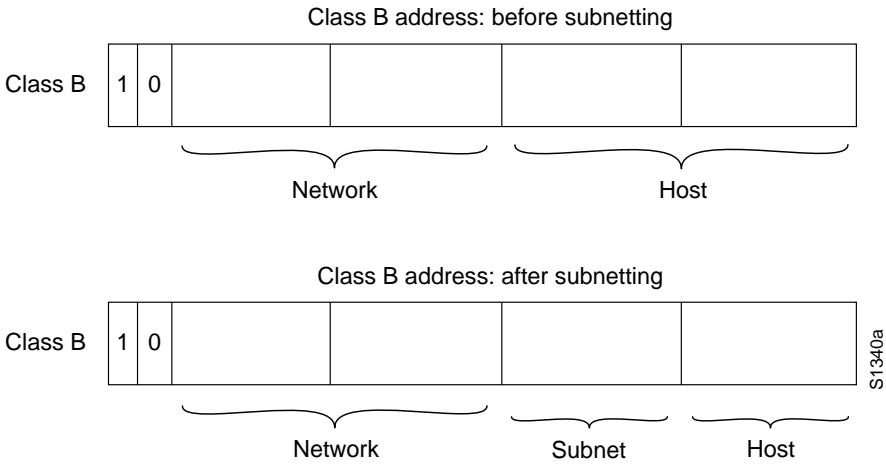 Class B address: before subnetting
Class B 1 0
Network Host
Class B address: after subnetting
Class B 1 0
Network Subnet Host
S1340a